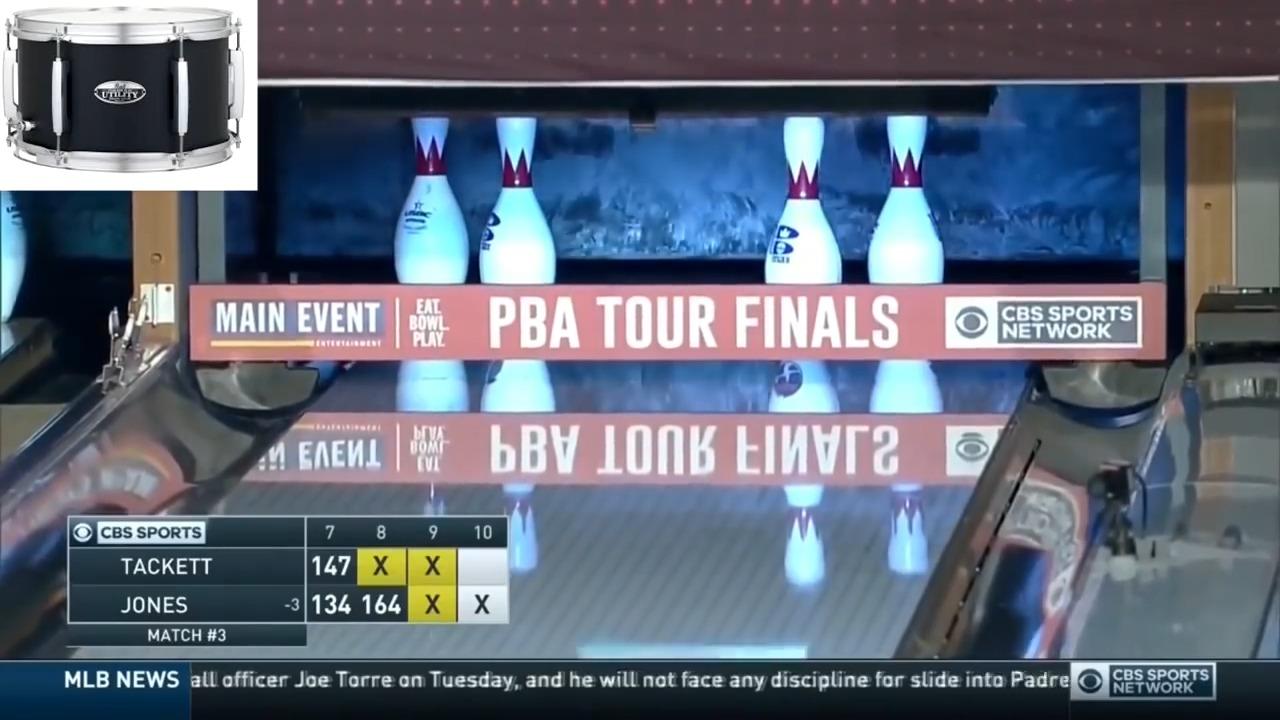 UTILITY
MAIN EVENT
ENTERTAINMENT
EAT.
BOWL.
PLAY.
PBA TOUR FINALS
CBS SPORTS
NETWORK
CBS SPORTS 7 8 9 10
TACKETT 147 X X
JONES -3 134 164 X X
MATCH #3
MLB NEWS all officer Joe Torre on Tuesday, and he will not face any discipline for slide into Padre
CBS SPORTS
NETWORK